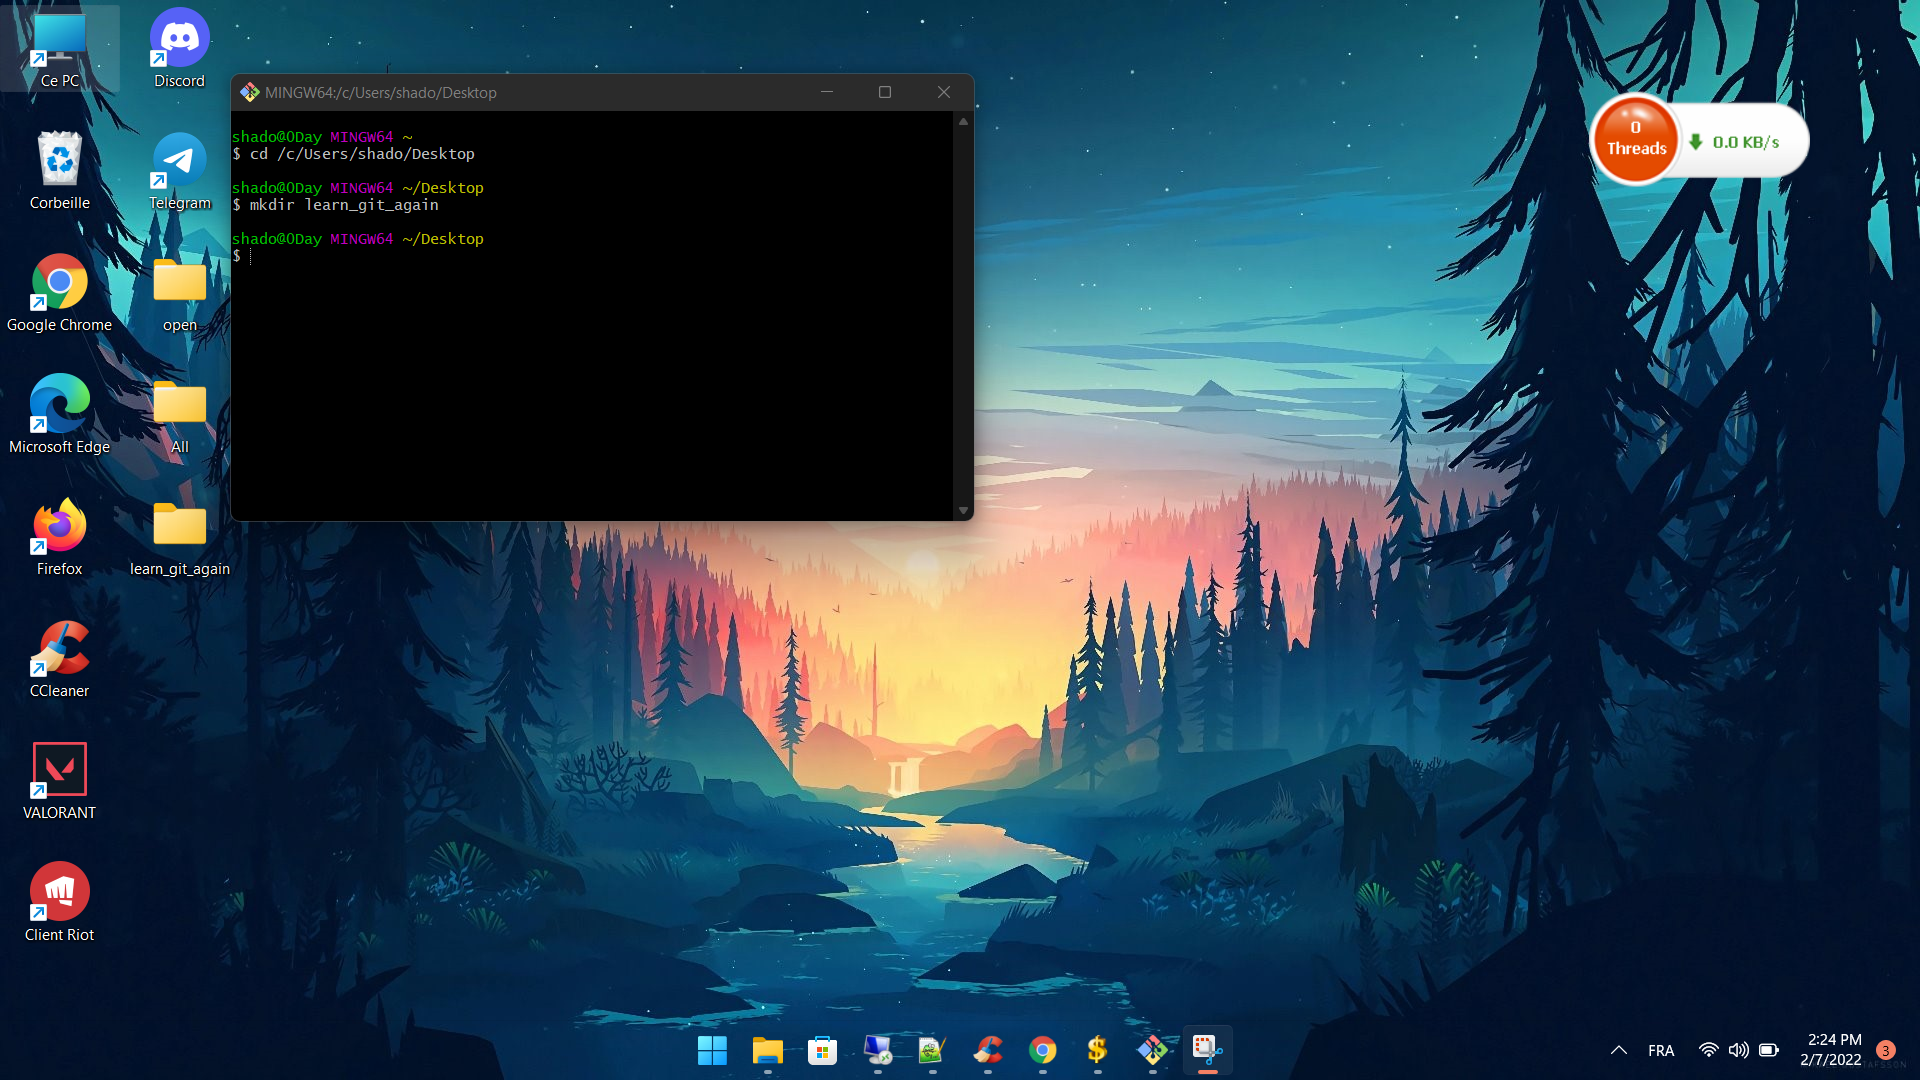 Ce PC
Discord
Corbeille
Telegram
Google Chrome
open
Microsoft Edge
All
Firefox
learn_git_again
CCleaner
VALORANT
Client Riot
MINGW64:/c/Users/shado/Desktop
shado@0Day MINGW64 ~
$ cd /c/Users/shado/Desktop
shado@0Day MINGW64 ~/Desktop
$ mkdir learn_git_again
shado@0Day MINGW64 ~/Desktop
$
0
Threads
0.0 KB/s
FRA
2:24 PM
2/7/2022
3